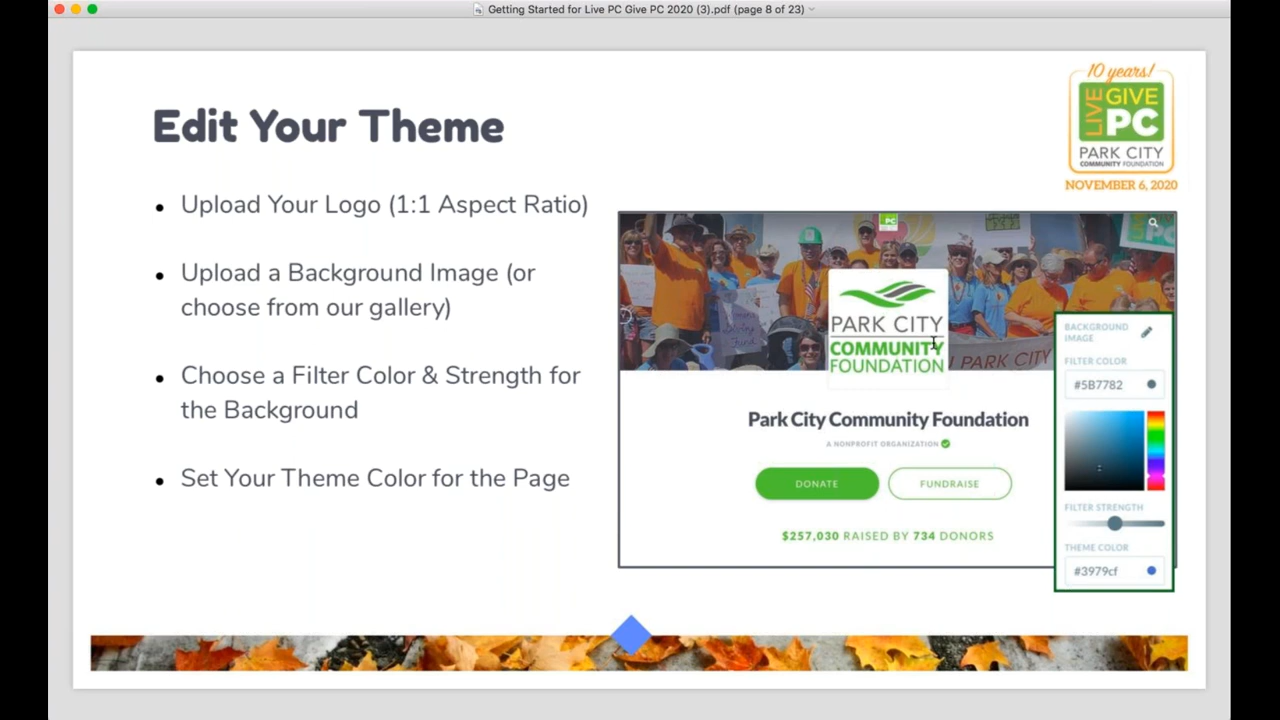 Getting Started for Live PC Give PC 2020 (3).pdf (page 8 of 23)
10 years!
LIVE
GIVE
PC
PARK CITY
COMMUNITY FOUNDATION
NOVEMBER 6, 2020
Edit Your Theme
• Upload Your Logo (1:1 Aspect Ratio)
• Upload a Background Image (or
choose from our gallery)
• Choose a Filter Color & Strength for
the Background
• Set Your Theme Color for the Page
PC
PARK CITY
COMMUNITY
FOUNDATION
PARK CITY
Park City Community Foundation
A NONPROFIT ORGANIZATION
DONATE
FUNDRAISE
$257,030 RAISED BY 734 DONORS
BACKGROUND
IMAGE
FILTER COLOR
#5B7782
FILTER STRENGTH
THEME COLOR
#3979cf